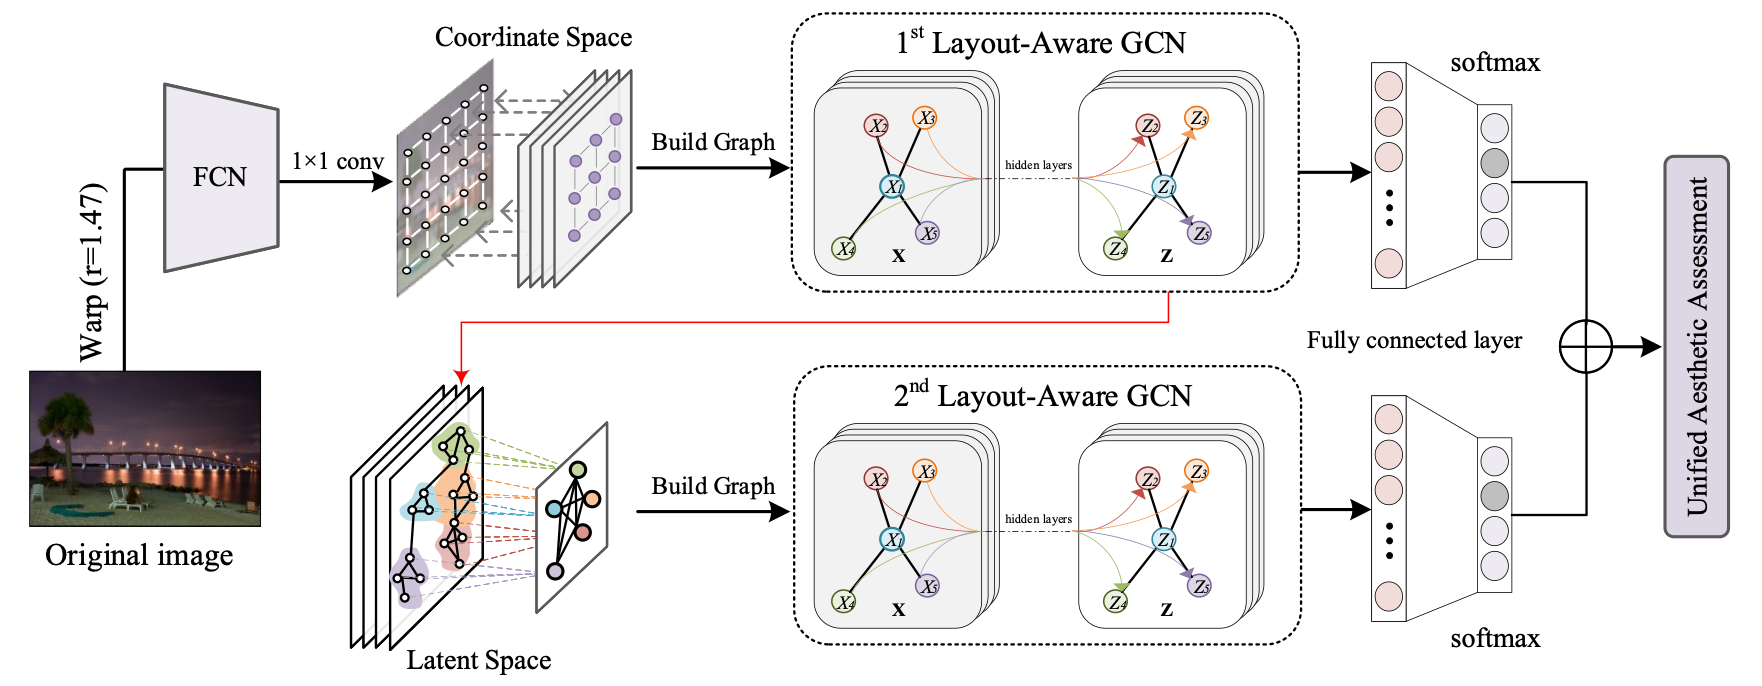 Coordinate Space
1st Layout-Aware GCN
softmax
FCN
1×1 conv
Build Graph
X2
X3
X1
X4
X5
X
hidden layers
Z2
Z3
Z1
Z4
Z5
Z
Warp (r=1.47)
Original image
Fully connected layer
Unified Aesthetic Assessment
2nd Layout-Aware GCN
Build Graph
X2
X3
X1
X4
X5
X
hidden layers
Z2
Z3
Z1
Z4
Z5
Z
Latent Space
softmax